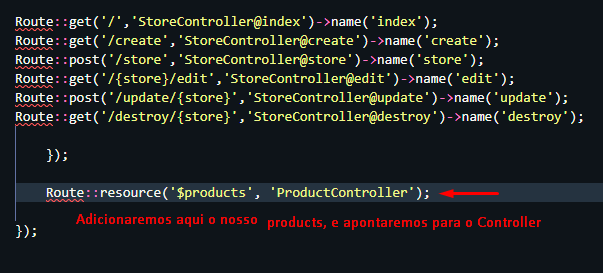 Route::get('/','StoreController@index')->name('index');
Route::get('/create','StoreController@create')->name('create');
Route::post('/store','StoreController@store')->name('store');
Route::get('/{store}/edit','StoreController@edit')->name('edit');
Route::post('/update/{store}','StoreController@update')->name('update');
Route::get('/destroy/{store}','StoreController@destroy')->name('destroy');
});
Route::resource('$products', 'ProductController');
Adicionaremos aqui o nosso products, e apontaremos para o Controller
});